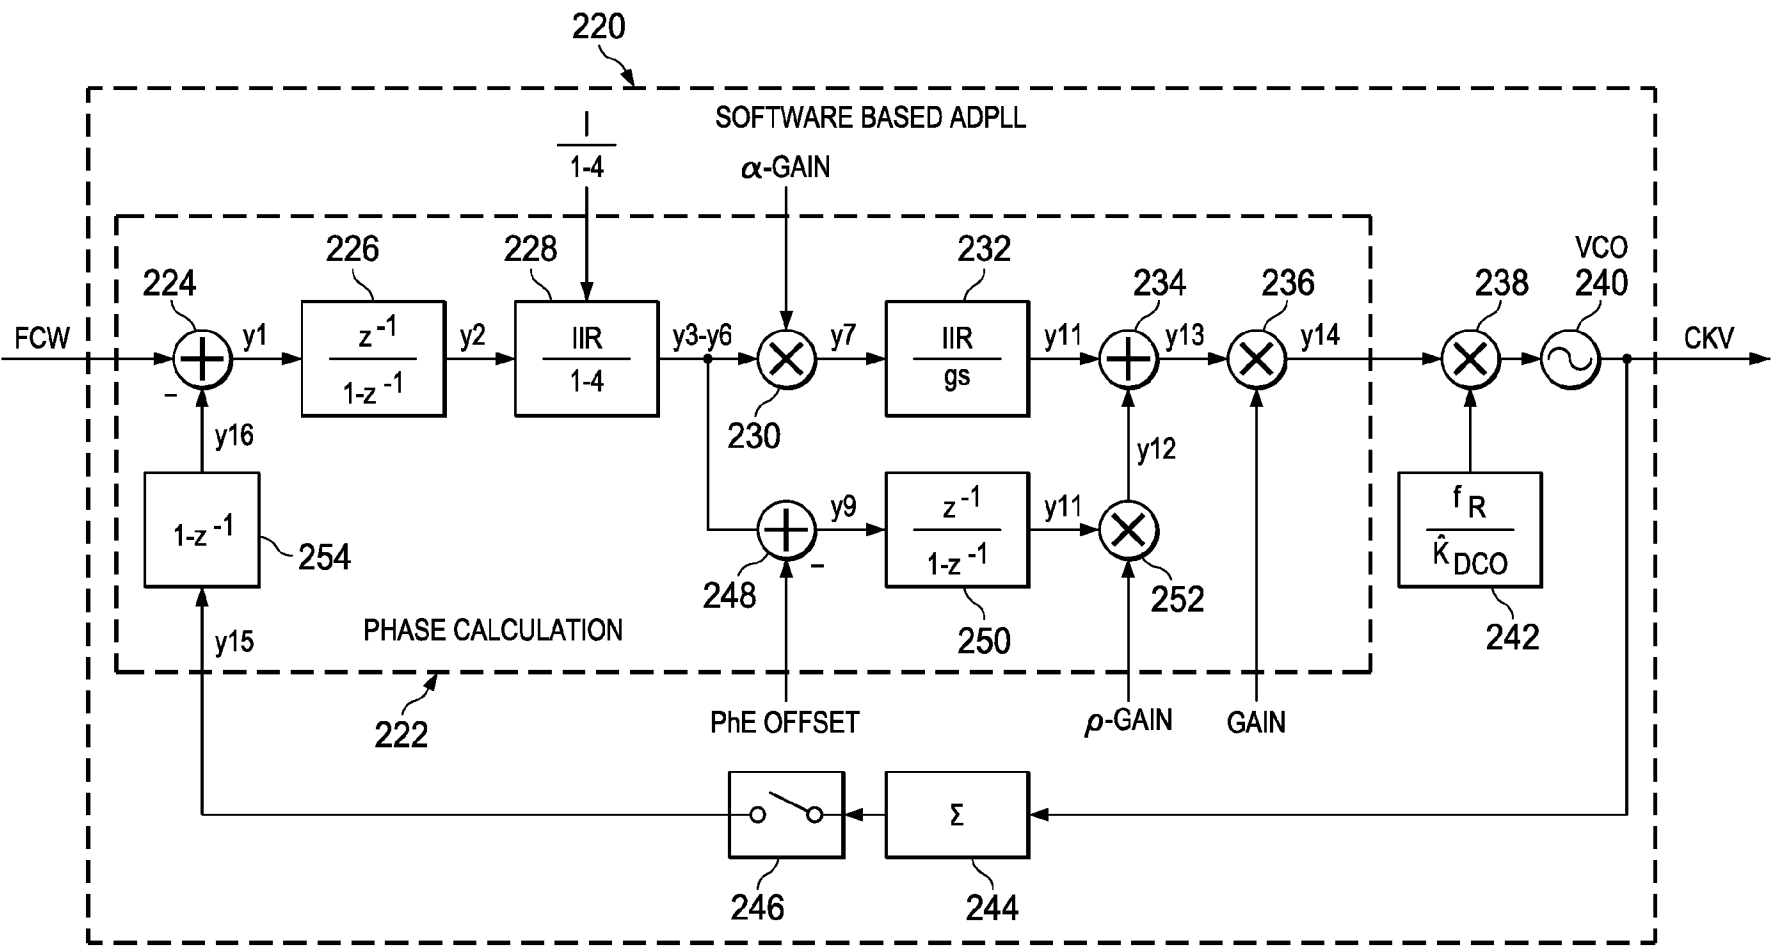 220
SOFTWARE BASED ADPLL
I
1-4
α-GAIN
226
228
232
VCO
224
234
236
238
240
FCW
y1
z-1
1-z-1
y2
IIR
1-4
y3-y6
y7
IIR
gs
y11
y13
y14
CKV
-
230
y16
y12
1-z-1
254
y9
z-1
1-z-1
y11
fR
K̂DCO
-
248
252
250
242
PHASE CALCULATION
y15
222
PhE OFFSET
ρ-GAIN
GAIN
Σ
246
244